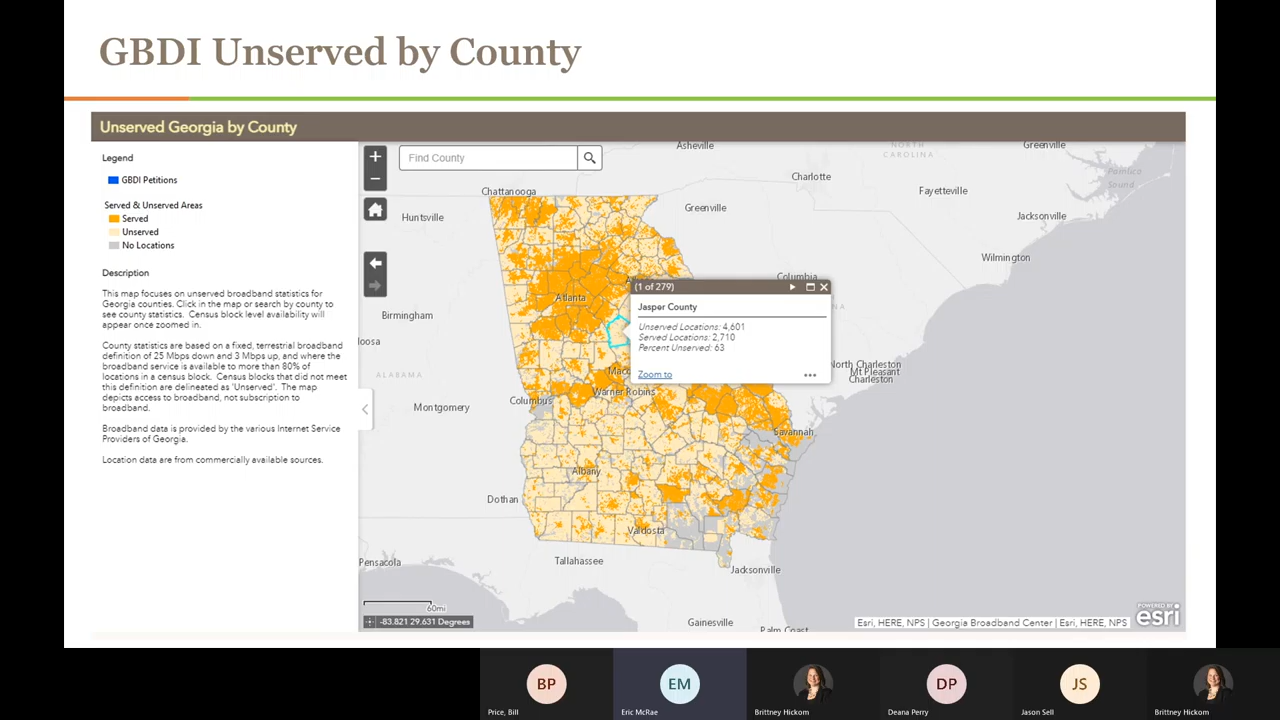 GBDI Unserved by County
Unserved Georgia by County
Legend
GBDI Petitions
Served & Unserved Areas
Served
Unserved
No Locations
Description
This map focuses on unserved broadband statistics for
Georgia counties. Click in the map or search by county to
see county statistics. Census block level availability will
appear once zoomed in.
County statistics are based on a fixed, terrestrial broadband
definition of 25 Mbps down and 3 Mbps up, and where the
broadband service is available to more than 80% of
locations in a census block. Census blocks that did not meet
this definition are delineated as 'Unserved'. The map
depicts access to broadband, not subscription to
broadband.
Broadband data is provided by the various Internet Service
Providers of Georgia.
Location data are from commercially available sources.
Find County
Asheville
NORTH
CAROLINA
Greenville
Charlotte
Pamlico
Sound
Chattanooga
Fayetteville
Huntsville
Greenville
Jacksonville
Wilmington
Columbia
Atlanta
Birmingham
loosa
ALABAMA
(1 of 279)
Jasper County
Unserved Locations: 4,601
Served Locations: 2,710
Percent Unserved: 63
Zoom to
North Charleston
Mt Pleasant
Charleston
Maco
Warner Robins
Columbus
Montgomery
Savannah
Albany
Dothan
Valdosta
Pensacola
Tallahassee
Jacksonville
60mi
-83.821 29.631 Degrees
Gainesville
Palm Coast
Esri, HERE, NPS | Georgia Broadband Center | Esri, HERE, NPS
POWERED BY
esri
BP
Price, Bill
EM
Eric McRae
Brittney Hickom
DP
Deana Perry
JS
Jason Sell
Brittney Hickom